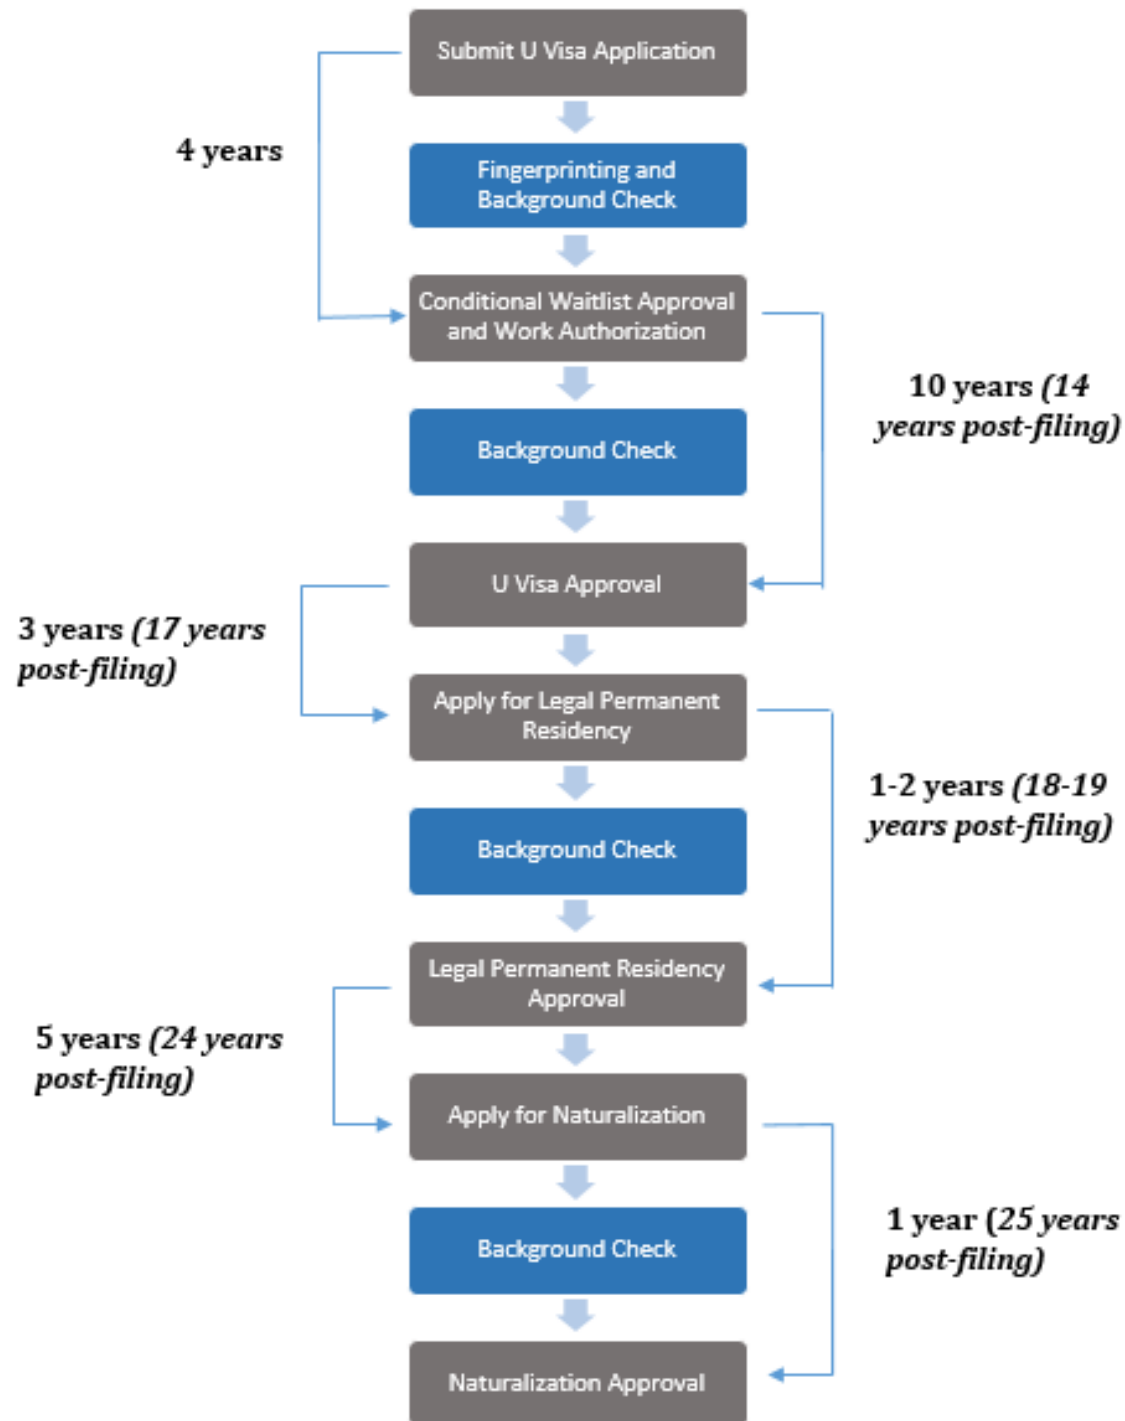 Submit U Visa Application
4 years
Fingerprinting and
Background Check
Conditional Waitlist Approval
and Work Authorization
10 years (14
years post-filing)
Background Check
U Visa Approval
3 years (17 years
post-filing)
Apply for Legal Permanent
Residency
1-2 years (18-19
years post-filing)
Background Check
Legal Permanent Residency
Approval
5 years (24 years
post-filing)
Apply for Naturalization
1 year (25 years
post-filing)
Background Check
Naturalization Approval